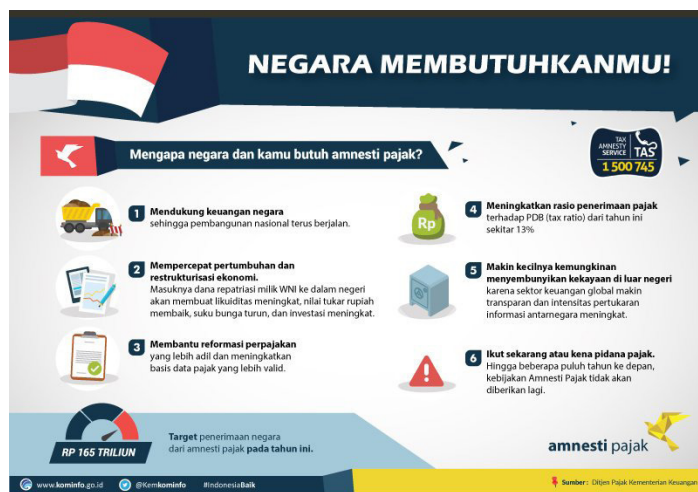 NEGARA MEMBUTUHKANMU!
Mengapa negara dan kamu butuh amnesti pajak?
TAX
AMNESTY
SERVICE
TAS
1 500 745
1
Mendukung keuangan negara
sehingga pembangunan nasional terus berjalan.
2
Mempercepat pertumbuhan dan
restrukturisasi ekonomi.
Masuknya dana repatriasi milik WNI ke dalam negeri
akan membuat likuiditas meningkat, nilai tukar rupiah
membaik, suku bunga turun, dan investasi meningkat.
3
Membantu reformasi perpajakan
yang lebih adil dan meningkatkan
basis data pajak yang lebih valid.
Rp
4
Meningkatkan rasio penerimaan pajak
terhadap PDB (tax ratio) dari tahun ini
sekitar 13%
5
Makin kecilnya kemungkinan
menyembunyikan kekayaan di luar negeri
karena sektor keuangan global makin
transparan dan intensitas pertukaran
informasi antarnegara meningkat.
6
Ikut sekarang atau kena pidana pajak.
Hingga beberapa puluh tahun ke depan,
kebijakan Amnesti Pajak tidak akan
diberikan lagi.
RP 165 TRILIUN
Target penerimaan negara
dari amnesti pajak pada tahun ini.
amnesti pajak
www.kominfo.go.id
@Kemkominfo
#IndonesiaBaik
Sumber : Ditjen Pajak Kementerian Keuangan